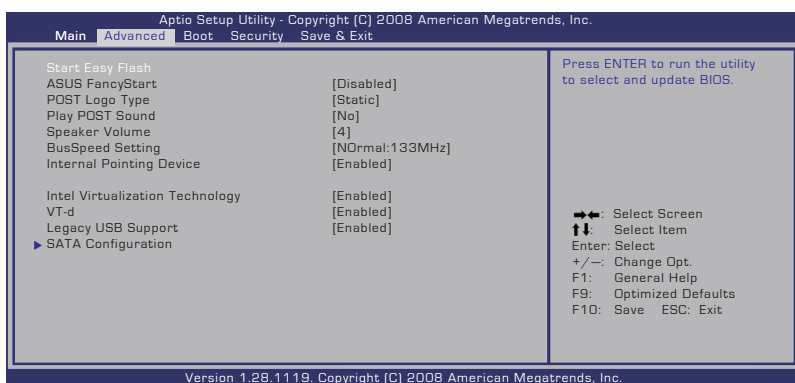 Aptio Setup Utility - Copyright (C) 2008 American Megatrends, Inc.
Main Advanced Boot Security Save & Exit
Start Easy Flash
ASUS FancyStart [Disabled]
POST Logo Type [Static]
Play POST Sound [No]
Speaker Volume [4]
BusSpeed Setting [NOrmal:133MHz]
Internal Pointing Device [Enabled]
Intel Virtualization Technology [Enabled]
VT-d [Enabled]
Legacy USB Support [Enabled]
SATA Configuration
Press ENTER to run the utility
to select and update BIOS.
→←: Select Screen
↑↓: Select Item
Enter: Select
+/—: Change Opt.
F1: General Help
F9: Optimized Defaults
F10: Save ESC: Exit
Version 1.28.1119. Copyright (C) 2008 American Megatrends, Inc.